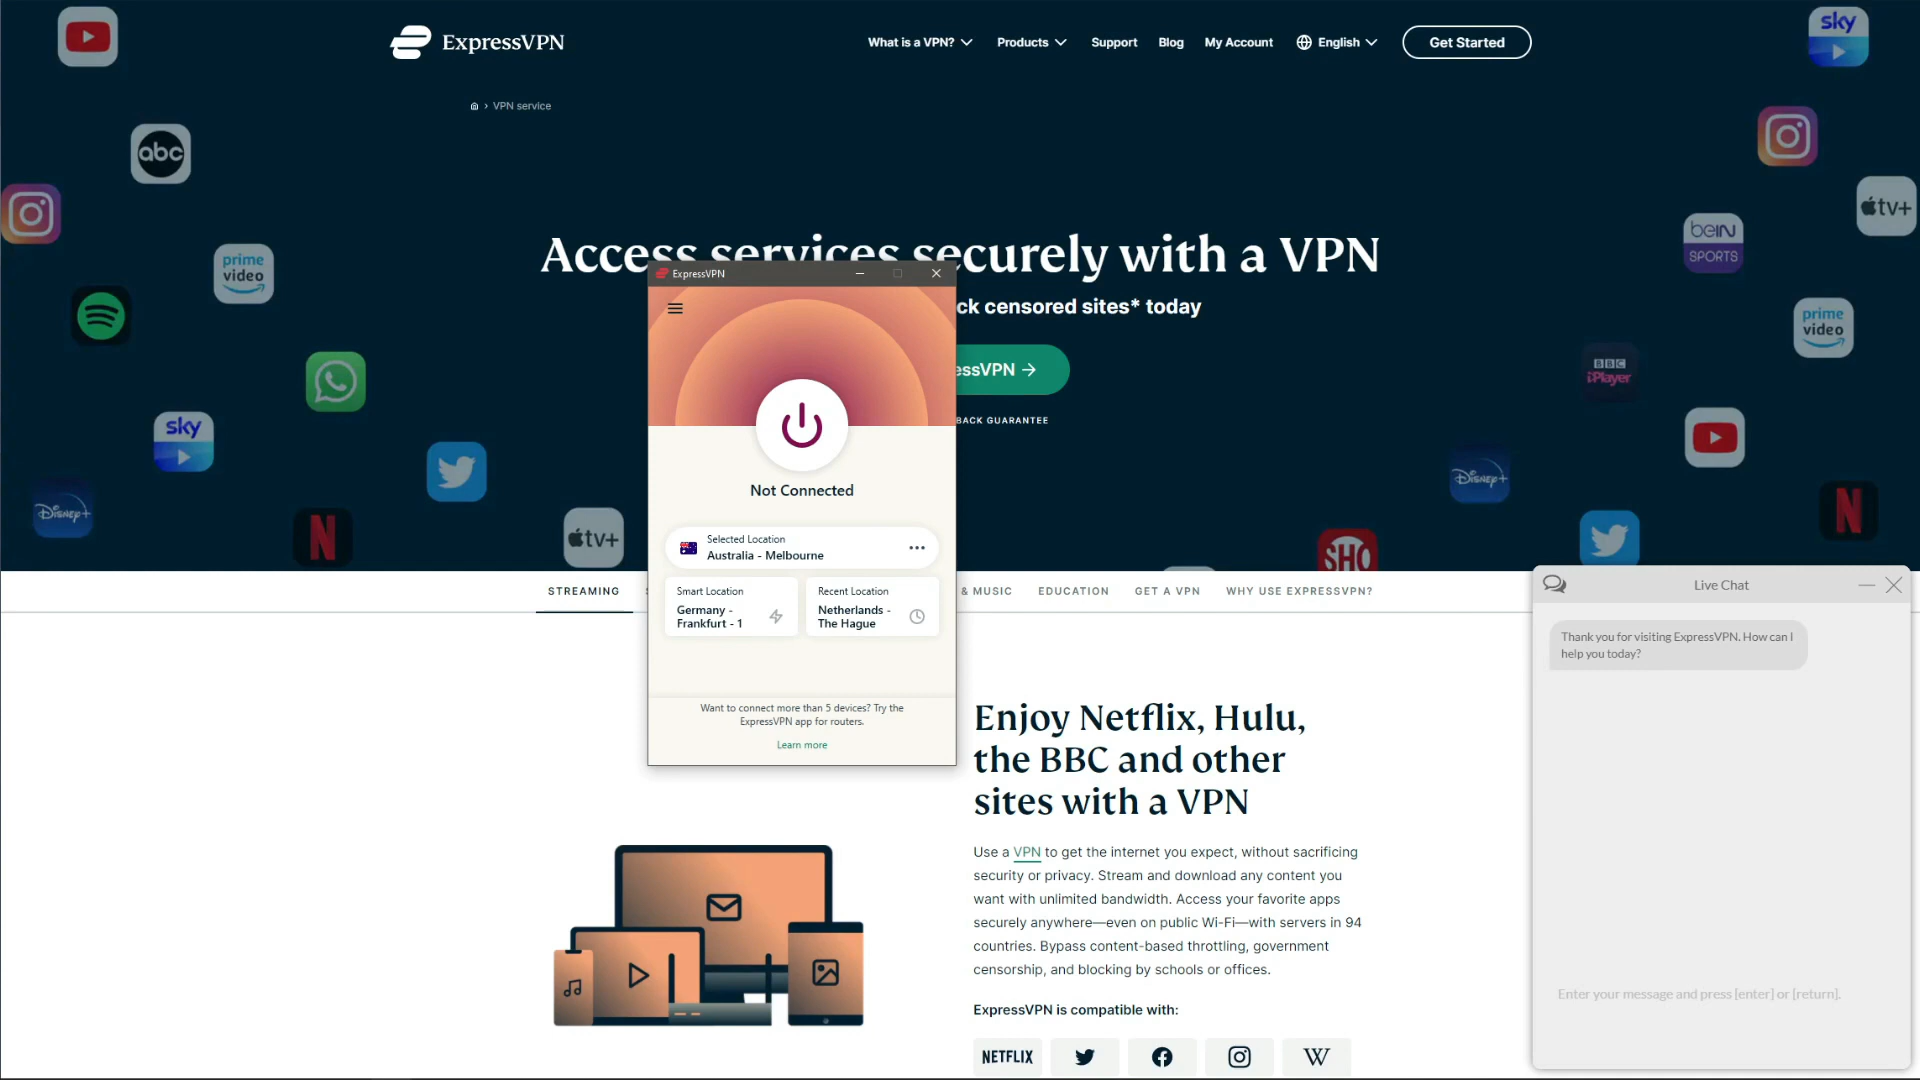 ExpressVPN
What is a VPN?
Products
Support
Blog
My Account
English
Get Started
VPN service
sky
abc
prime
video
tv+
beIN
SPORTS
prime
video
BBC
iPLAYER
sky
Disney+
N
tv+
Disney+
N
SHO
Access services securely with a VPN
ck censored sites* today
essVPN →
BACK GUARANTEE
ExpressVPN
Not Connected
Selected Location
Australia - Melbourne
Smart Location
Germany -
Frankfurt - 1
Recent Location
Netherlands -
The Hague
Want to connect more than 5 devices? Try the
ExpressVPN app for routers.
Learn more
STREAMING
& MUSIC
EDUCATION
GET A VPN
WHY USE EXPRESSVPN?
Enjoy Netflix, Hulu,
the BBC and other
sites with a VPN
Use a VPN to get the internet you expect, without sacrificing
security or privacy. Stream and download any content you
want with unlimited bandwidth. Access your favorite apps
securely anywhere—even on public Wi-Fi—with servers in 94
countries. Bypass content-based throttling, government
censorship, and blocking by schools or offices.
ExpressVPN is compatible with:
NETFLIX
W
Live Chat
Thank you for visiting ExpressVPN. How can I
help you today?
Enter your message and press [enter] or [return].